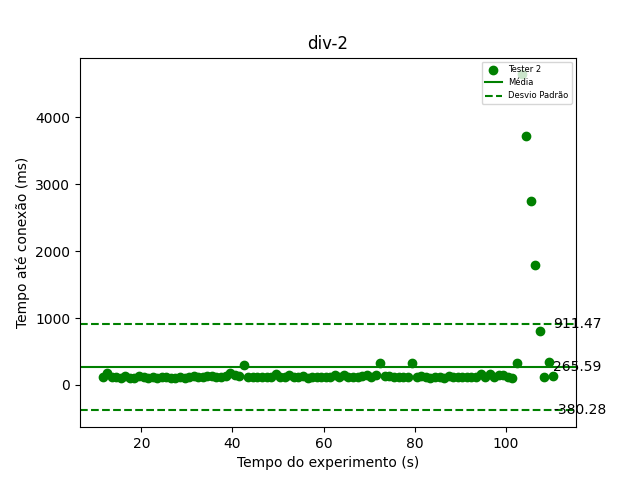 div-2
Tester 2
Média
Desvio Padrão
4000
3000
2000
1000
0
911.47
265.59
-380.28
20
40
60
80
100
Tempo até conexão (ms)
Tempo do experimento (s)